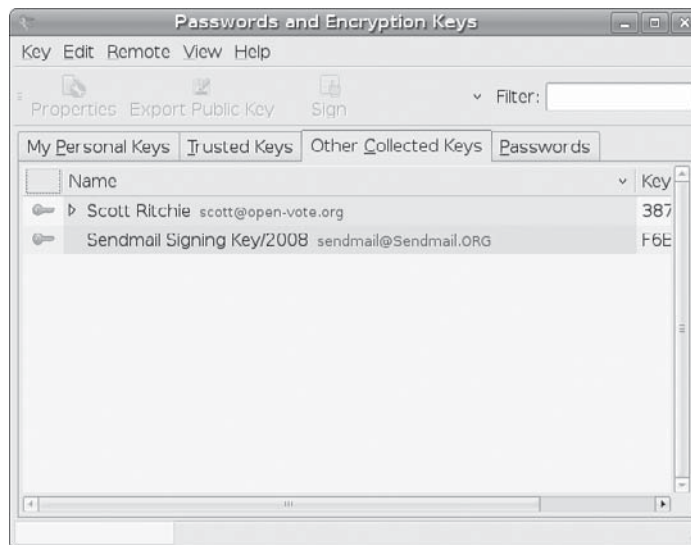 Passwords and Encryption Keys
Key Edit Remote View Help
Properties Export Public Key Sign Filter:
My Personal Keys Trusted Keys Other Collected Keys Passwords
Name Key
Scott Ritchie scott@open-vote.org 387
Sendmail Signing Key/2008 sendmail@Sendmail.ORG F6E